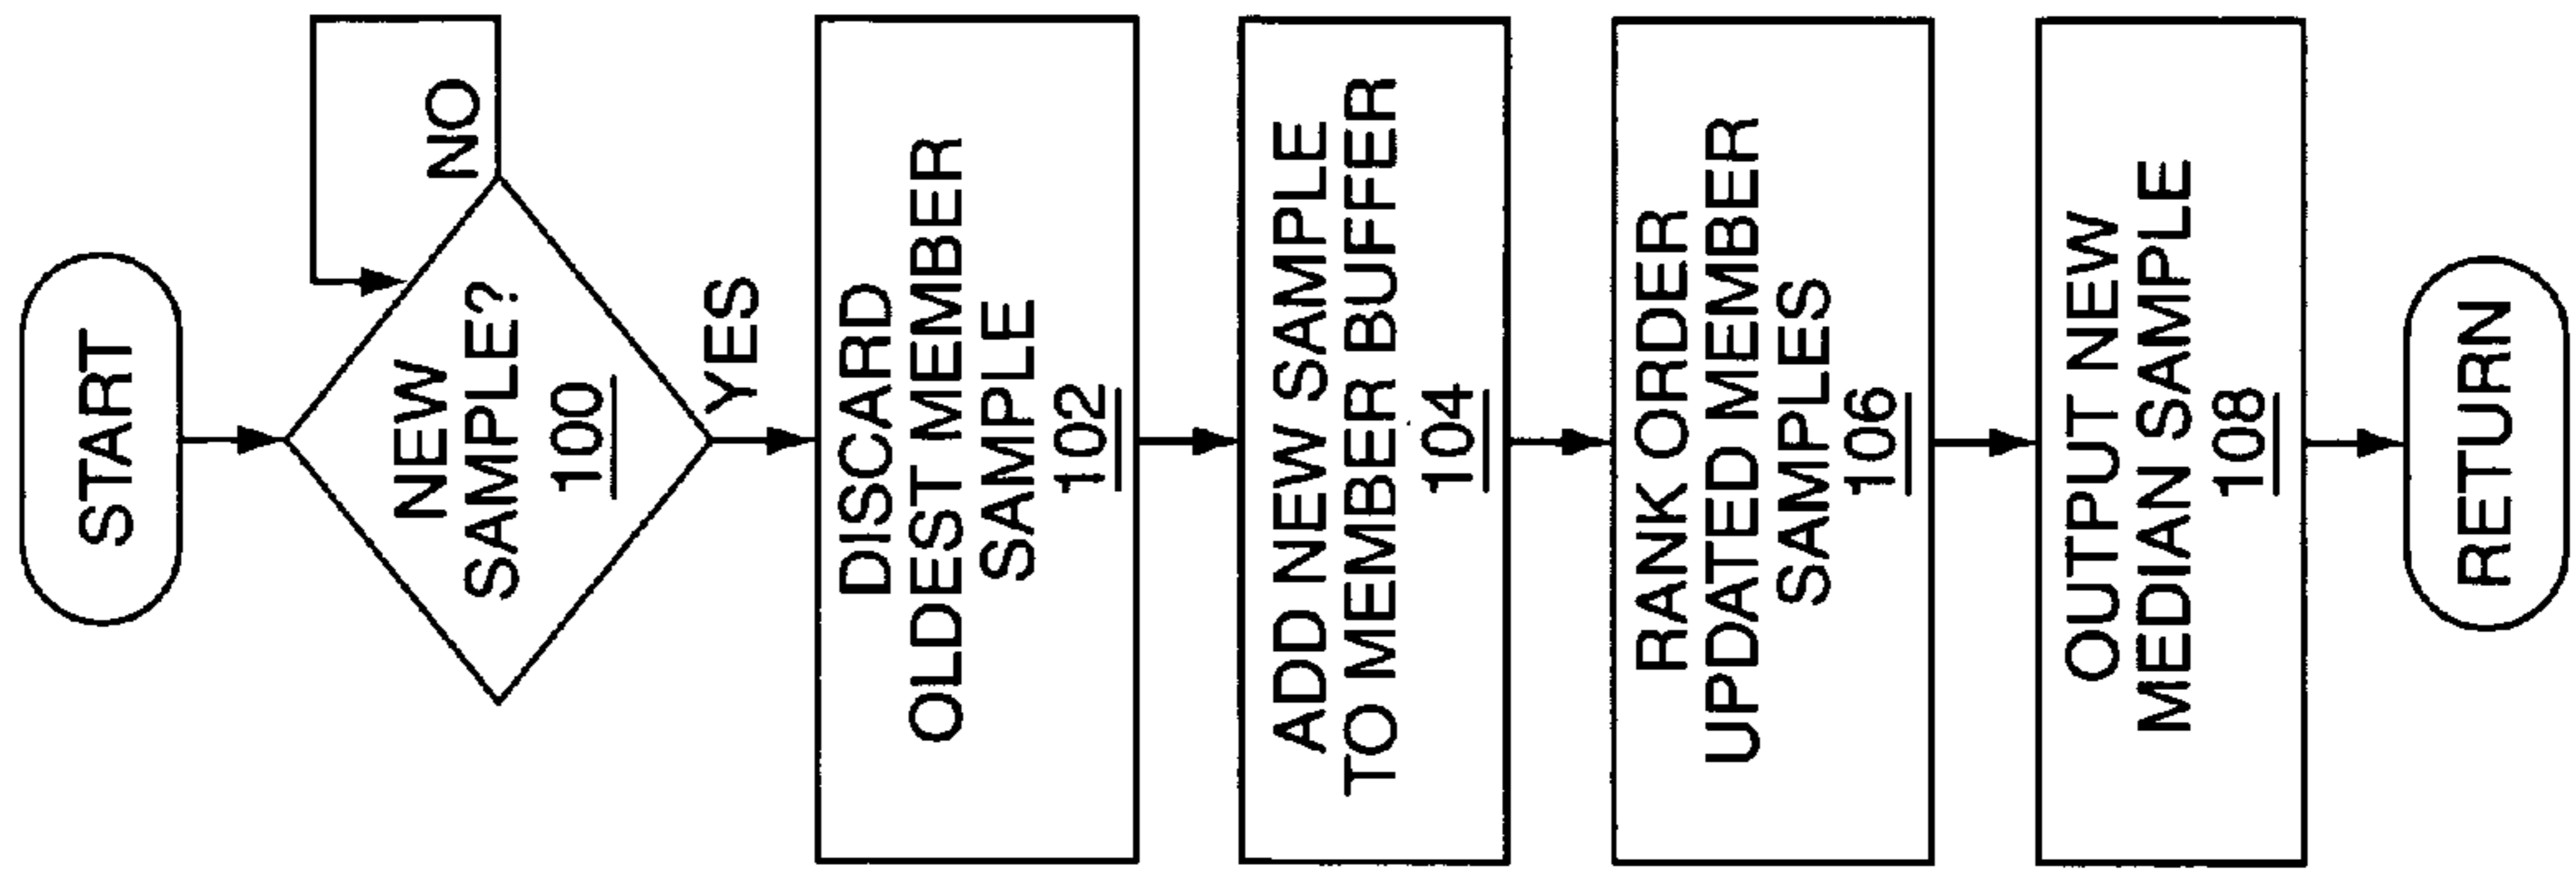 START
NEW
SAMPLE?
100
NO
YES
DISCARD
OLDEST MEMBER
SAMPLE
102
ADD NEW SAMPLE
TO MEMBER BUFFER
104
RANK ORDER
UPDATED MEMBER
SAMPLES
106
OUTPUT NEW
MEDIAN SAMPLE
108
RETURN